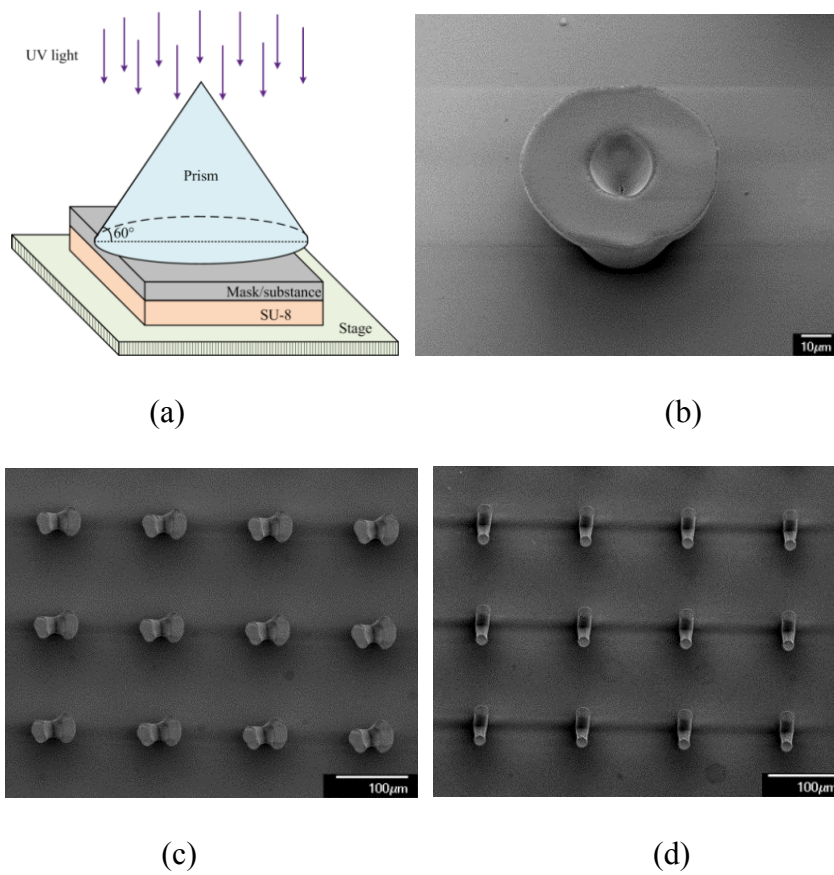 UV light
Prism
60°
Mask/substance
SU-8
Stage
10μm
(a)
(b)
100μm
100μm
(c)
(d)